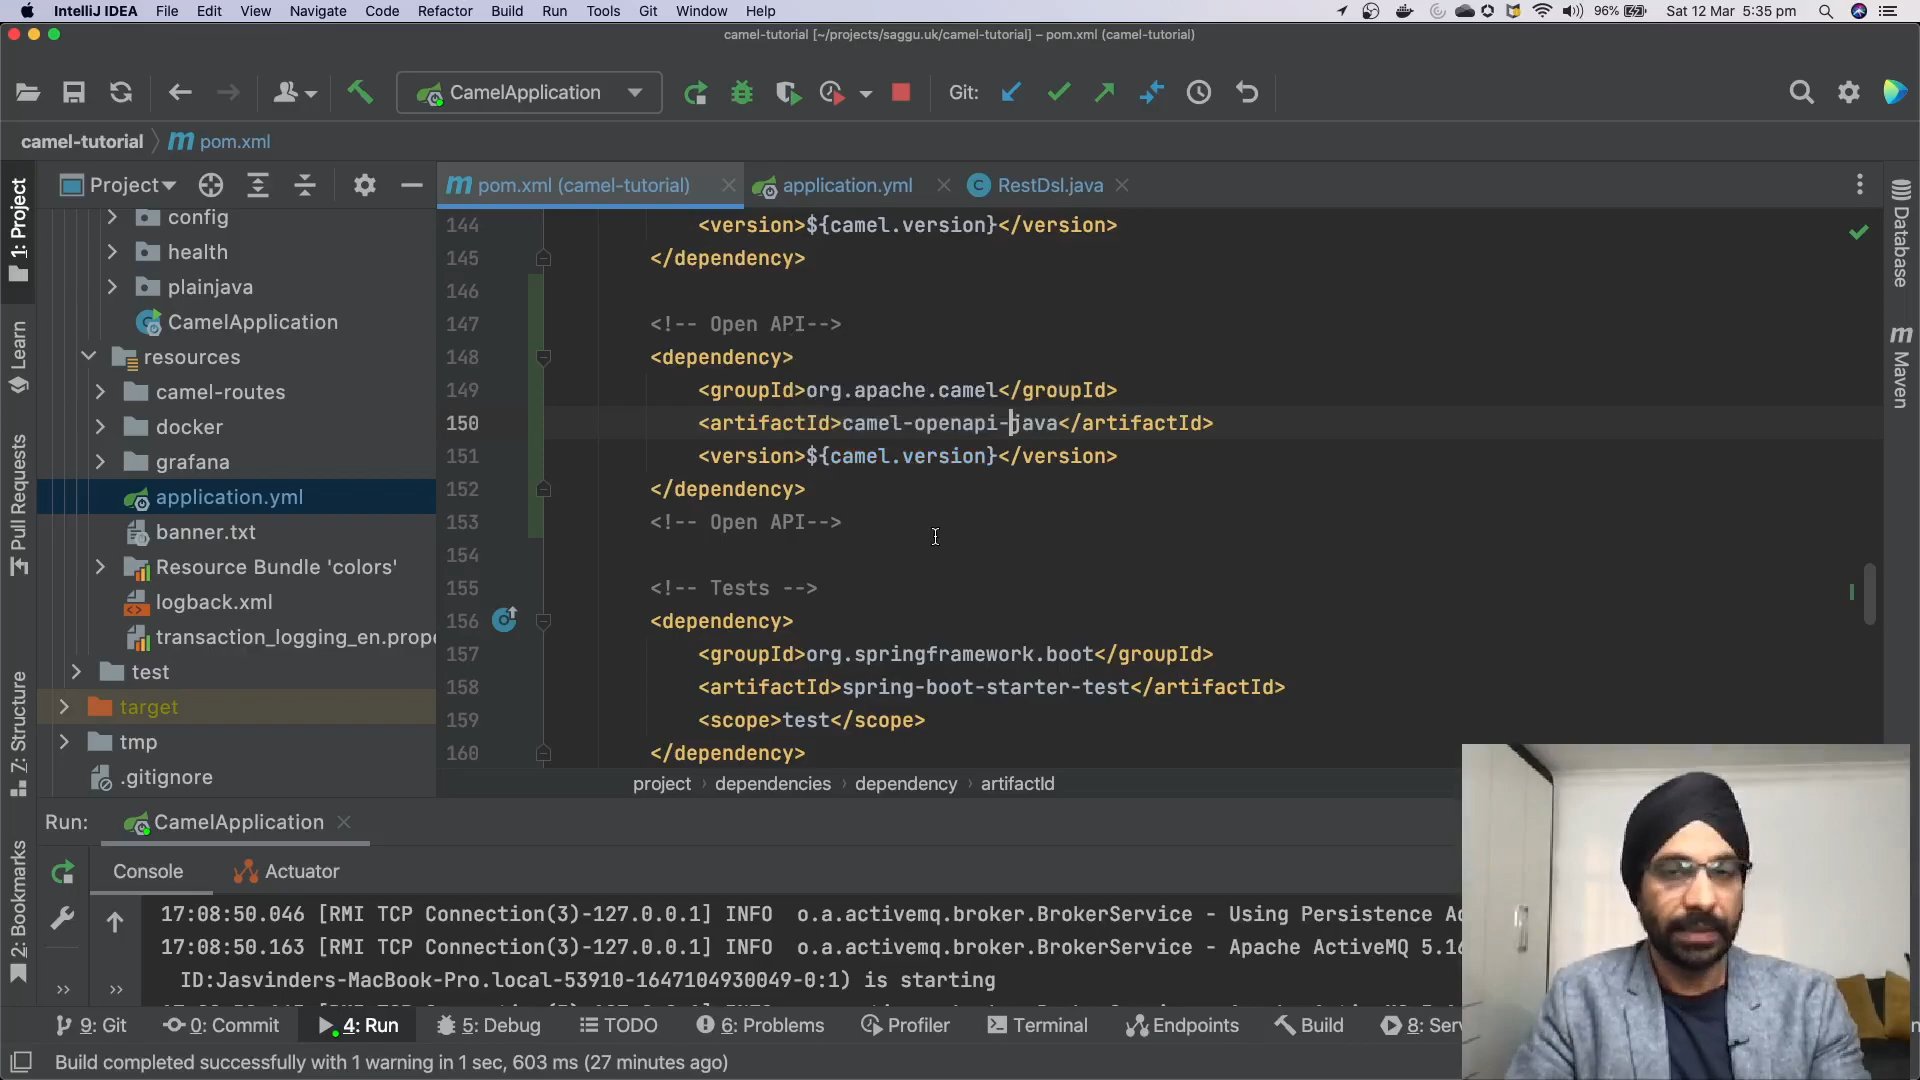 IntelliJ IDEA File Edit View Navigate Code Refactor Build Run Tools Git Window Help 96% Sat 12 Mar 5:35 pm
camel-tutorial [~/projects/saggu.uk/camel-tutorial] – pom.xml (camel-tutorial)
CamelApplication Git:
camel-tutorial pom.xml
1: Project
Learn
Pull Requests
7: Structure
2: Bookmarks
Project
config
health
plainjava
CamelApplication
resources
camel-routes
docker
grafana
application.yml
banner.txt
Resource Bundle 'colors'
logback.xml
transaction_logging_en.prope
test
target
tmp
.gitignore
pom.xml (camel-tutorial) application.yml RestDsl.java
144 <version>${camel.version}</version>
145 </dependency>
146
147 <!-- Open API-->
148 <dependency>
149 <groupId>org.apache.camel</groupId>
150 <artifactId>camel-openapi-java</artifactId>
151 <version>${camel.version}</version>
152 </dependency>
153 <!-- Open API-->
154
155 <!-- Tests -->
156 <dependency>
157 <groupId>org.springframework.boot</groupId>
158 <artifactId>spring-boot-starter-test</artifactId>
159 <scope>test</scope>
160 </dependency>
project › dependencies › dependency › artifactId
Database
Maven
Run: CamelApplication
Console Actuator
17:08:50.046 [RMI TCP Connection(3)-127.0.0.1] INFO o.a.activemq.broker.BrokerService - Using Persistence Ad
17:08:50.163 [RMI TCP Connection(3)-127.0.0.1] INFO o.a.activemq.broker.BrokerService - Apache ActiveMQ 5.16
ID:Jasvinders-MacBook-Pro.local-53910-1647104930049-0:1) is starting
9: Git 0: Commit 4: Run 5: Debug TODO 6: Problems Profiler Terminal Endpoints Build 8: Serv
Build completed successfully with 1 warning in 1 sec, 603 ms (27 minutes ago)